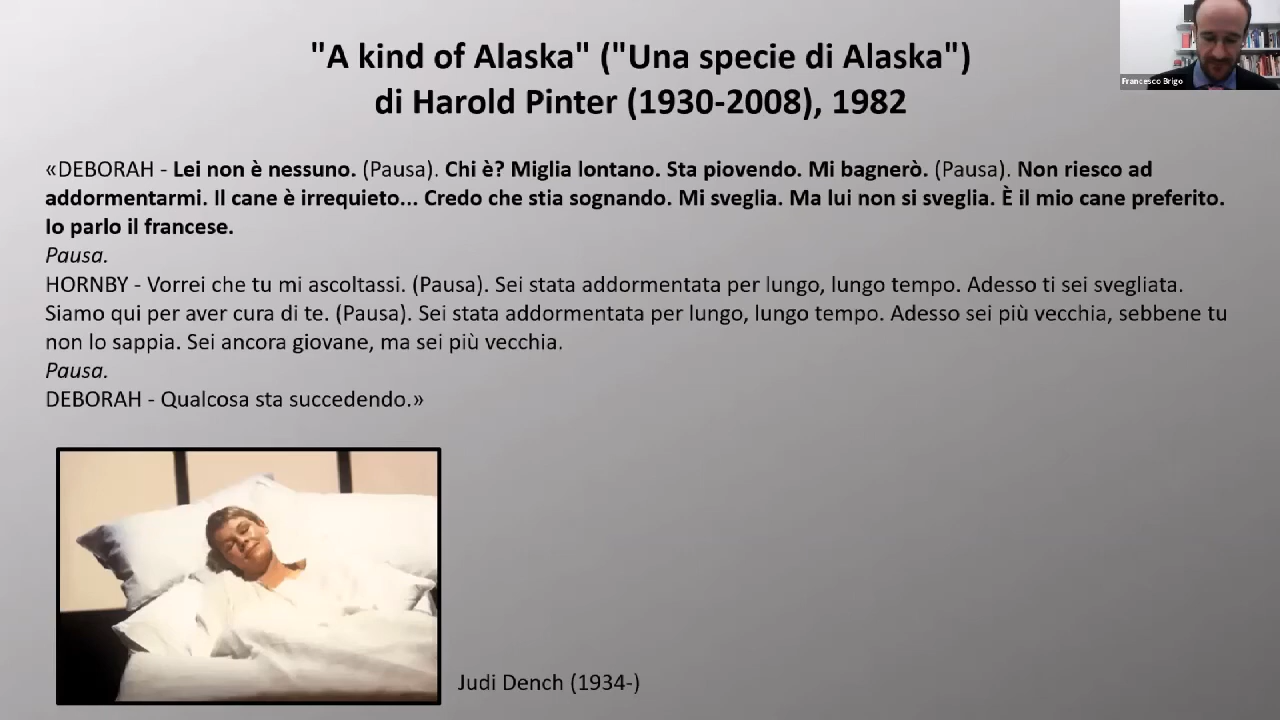 "A kind of Alaska" ("Una specie di Alaska")
di Harold Pinter (1930-2008), 1982
Francesco Brigo
«DEBORAH - Lei non è nessuno. (Pausa). Chi è? Miglia lontano. Sta piovendo. Mi bagnerò. (Pausa). Non riesco ad
addormentarmi. Il cane è irrequieto... Credo che stia sognando. Mi sveglia. Ma lui non si sveglia. È il mio cane preferito.
Io parlo il francese.
Pausa.
HORNBY - Vorrei che tu mi ascoltassi. (Pausa). Sei stata addormentata per lungo, lungo tempo. Adesso ti sei svegliata.
Siamo qui per aver cura di te. (Pausa). Sei stata addormentata per lungo, lungo tempo. Adesso sei più vecchia, sebbene tu
non lo sappia. Sei ancora giovane, ma sei più vecchia.
Pausa.
DEBORAH - Qualcosa sta succedendo.»
Judi Dench (1934-)